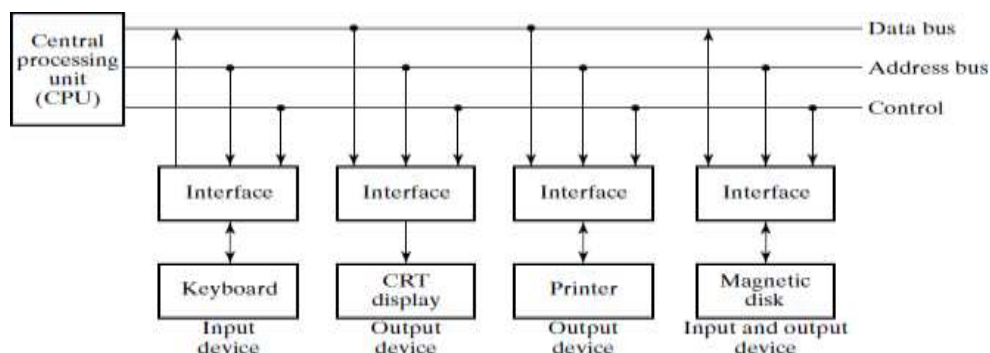 Central
processing
unit
(CPU)
Data bus
Address bus
Control
Interface
Interface
Interface
Interface
Keyboard
CRT
display
Printer
Magnetic
disk
Input
device
Output
device
Output
device
Input and output
device